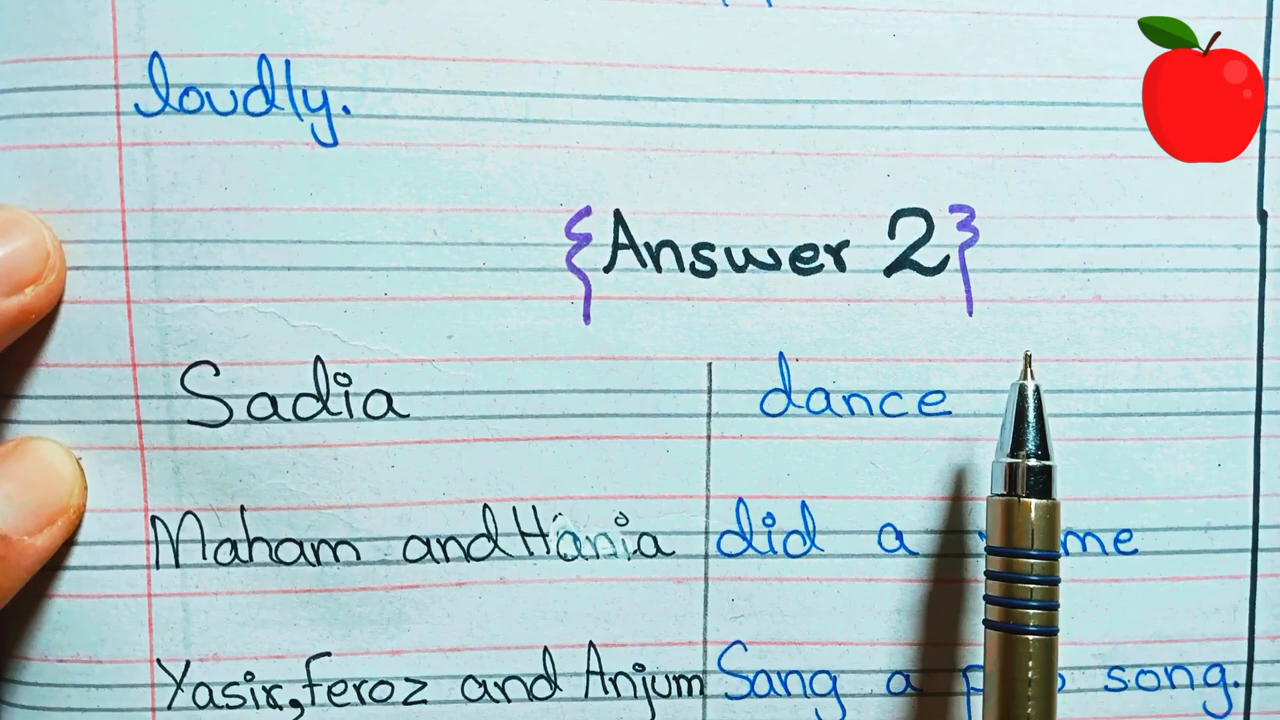 loudly.
{Answer 2}
Sadia dance
Maham and Hania did a
Yasir, feroz and Anjum Sang a song.